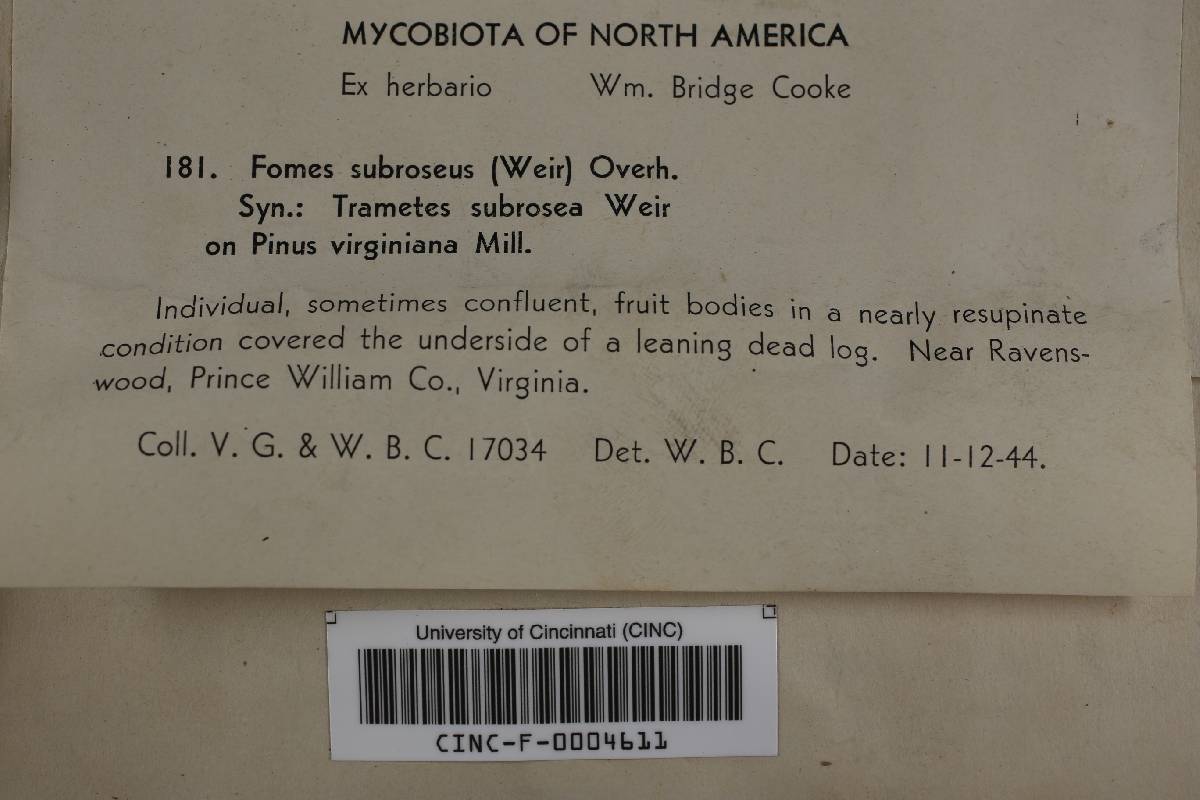 MYCOBIOTA OF NORTH AMERICA
Ex herbario Wm. Bridge Cooke
181. Fomes subroseus (Weir) Overh.
Syn.: Trametes subrosea Weir
on Pinus virginiana Mill.
Individual, sometimes confluent, fruit bodies in a nearly resupinate
condition covered the underside of a leaning dead log. Near Ravens-
wood, Prince William Co., Virginia.
Coll. V. G. & W. B. C. 17034 Det. W. B. C. Date: 11-12-44.
University of Cincinnati (CINC)
CINC-F-0004611